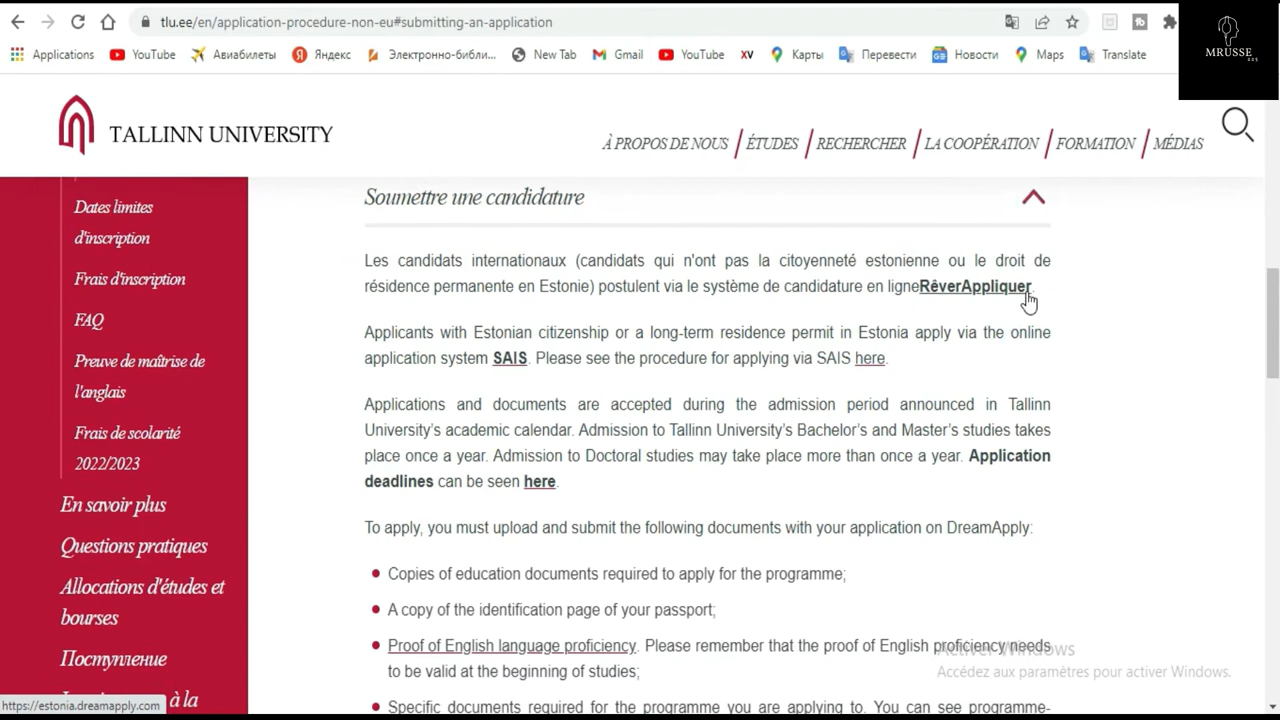 tlu.ee/en/application-procedure-non-eu#submitting-an-application
Applications YouTube Авиабилеты Яндекс Электронно-библи... New Tab Gmail YouTube XV Карты Перевести Новости Maps Translate
MRUSSE
225
TALLINN UNIVERSITY
À PROPOS DE NOUS ÉTUDES RECHERCHER LA COOPÉRATION FORMATION MÉDIAS
Dates limites
d'inscription
Frais d'inscription
FAQ
Preuve de maîtrise de
l'anglais
Frais de scolarité
2022/2023
En savoir plus
Questions pratiques
Allocations d'études et
bourses
Поступление
à la
Soumettre une candidature
Les candidats internationaux (candidats qui n'ont pas la citoyenneté estonienne ou le droit de
résidence permanente en Estonie) postulent via le système de candidature en ligneRêverAppliquer.
Applicants with Estonian citizenship or a long-term residence permit in Estonia apply via the online
application system SAIS. Please see the procedure for applying via SAIS here.
Applications and documents are accepted during the admission period announced in Tallinn
University's academic calendar. Admission to Tallinn University's Bachelor's and Master's studies takes
place once a year. Admission to Doctoral studies may take place more than once a year. Application
deadlines can be seen here.
To apply, you must upload and submit the following documents with your application on DreamApply:
Copies of education documents required to apply for the programme;
A copy of the identification page of your passport;
Proof of English language proficiency. Please remember that the proof of English proficiency needs
to be valid at the beginning of studies;
Specific documents required for the programme you are applying to. You can see programme-
Activer Windows
Accédez aux paramètres pour activer Windows.
https://estonia.dreamapply.com